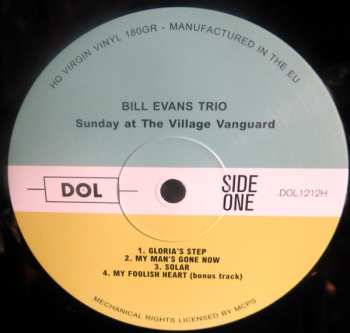 HQ VIRGIN VINYL 180GR - MANUFACTURED IN THE EU
BILL EVANS TRIO
Sunday at The Village Vanguard
DOL
SIDE
ONE
DOL1212H
1. GLORIA'S STEP
2. MY MAN'S GONE NOW
3. SOLAR
4. MY FOOLISH HEART (bonus track)
MECHANICAL RIGHTS LICENSED BY MCPS